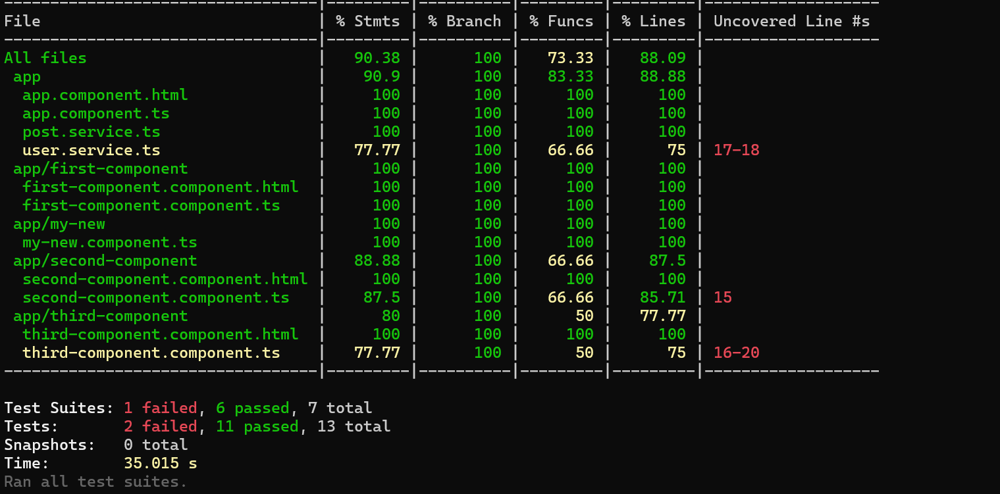 -----------------------------------|---------|----------|---------|---------|-------------------
File                               | % Stmts | % Branch | % Funcs | % Lines | Uncovered Line #s
-----------------------------------|---------|----------|---------|---------|-------------------
All files                          |   90.38 |      100 |   73.33 |   88.09 |
 app                               |    90.9 |      100 |   83.33 |   88.88 |
  app.component.html               |     100 |      100 |     100 |     100 |
  app.component.ts                 |     100 |      100 |     100 |     100 |
  post.service.ts                  |     100 |      100 |     100 |     100 |
  user.service.ts                  |   77.77 |      100 |   66.66 |      75 | 17-18
 app/first-component               |     100 |      100 |     100 |     100 |
  first-component.component.html   |     100 |      100 |     100 |     100 |
  first-component.component.ts     |     100 |      100 |     100 |     100 |
 app/my-new                        |     100 |      100 |     100 |     100 |
  my-new.component.ts              |     100 |      100 |     100 |     100 |
 app/second-component              |   88.88 |      100 |   66.66 |    87.5 |
  second-component.component.html  |     100 |      100 |     100 |     100 |
  second-component.component.ts    |    87.5 |      100 |   66.66 |   85.71 | 15
 app/third-component               |      80 |      100 |      50 |   77.77 |
  third-component.component.html   |     100 |      100 |     100 |     100 |
  third-component.component.ts     |   77.77 |      100 |      50 |      75 | 16-20
-----------------------------------|---------|----------|---------|---------|-------------------
Test Suites: 1 failed, 6 passed, 7 total
Tests:       2 failed, 11 passed, 13 total
Snapshots:   0 total
Time:        35.015 s
Ran all test suites.